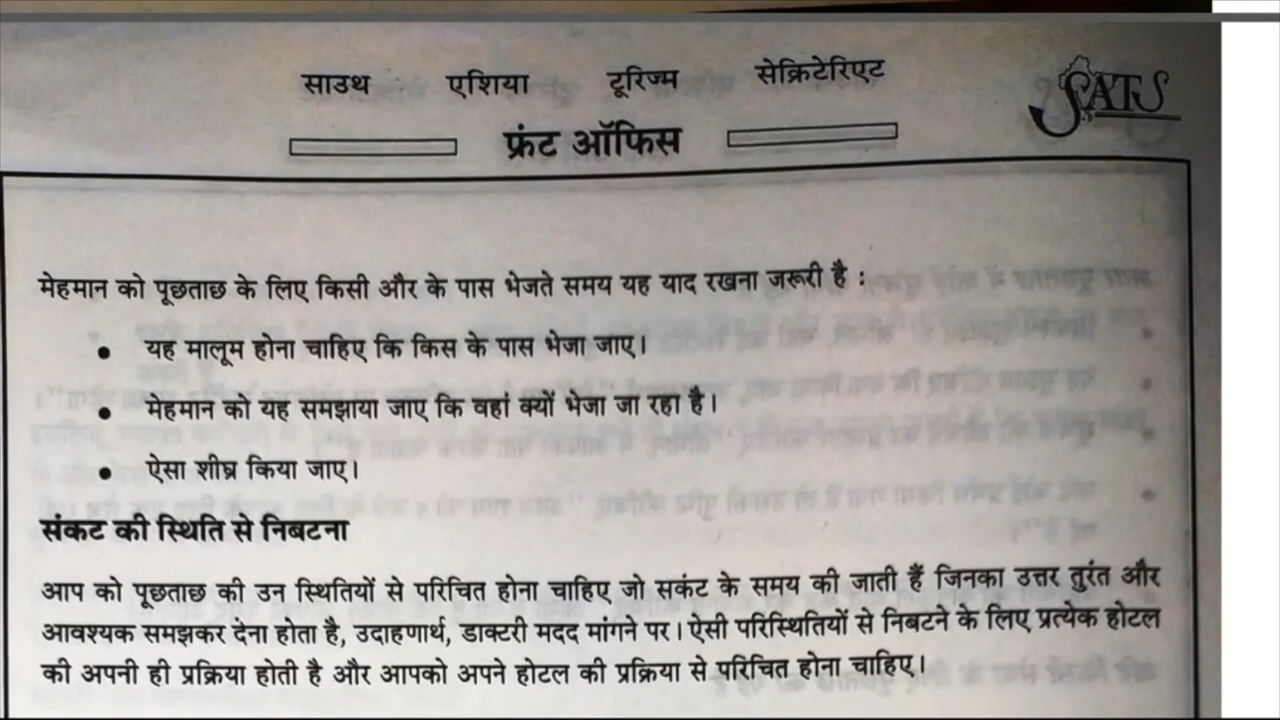 साउथ एशिया टूरिज्म सेक्रिटेरिएट
SATS
फ्रंट ऑफिस
मेहमान को पूछताछ के लिए किसी और के पास भेजते समय यह याद रखना जरूरी है :
• यह मालूम होना चाहिए कि किस के पास भेजा जाए।
• मेहमान को यह समझाया जाए कि वहां क्यों भेजा जा रहा है।
• ऐसा शीघ्र किया जाए।
संकट की स्थिति से निबटना
आप को पूछताछ की उन स्थितियों से परिचित होना चाहिए जो सकंट के समय की जाती हैं जिनका उत्तर तुरंत और
आवश्यक समझकर देना होता है, उदाहणार्थ, डाक्टरी मदद मांगने पर। ऐसी परिस्थितियों से निबटने के लिए प्रत्येक होटल
की अपनी ही प्रक्रिया होती है और आपको अपने होटल की प्रक्रिया से परिचित होना चाहिए।